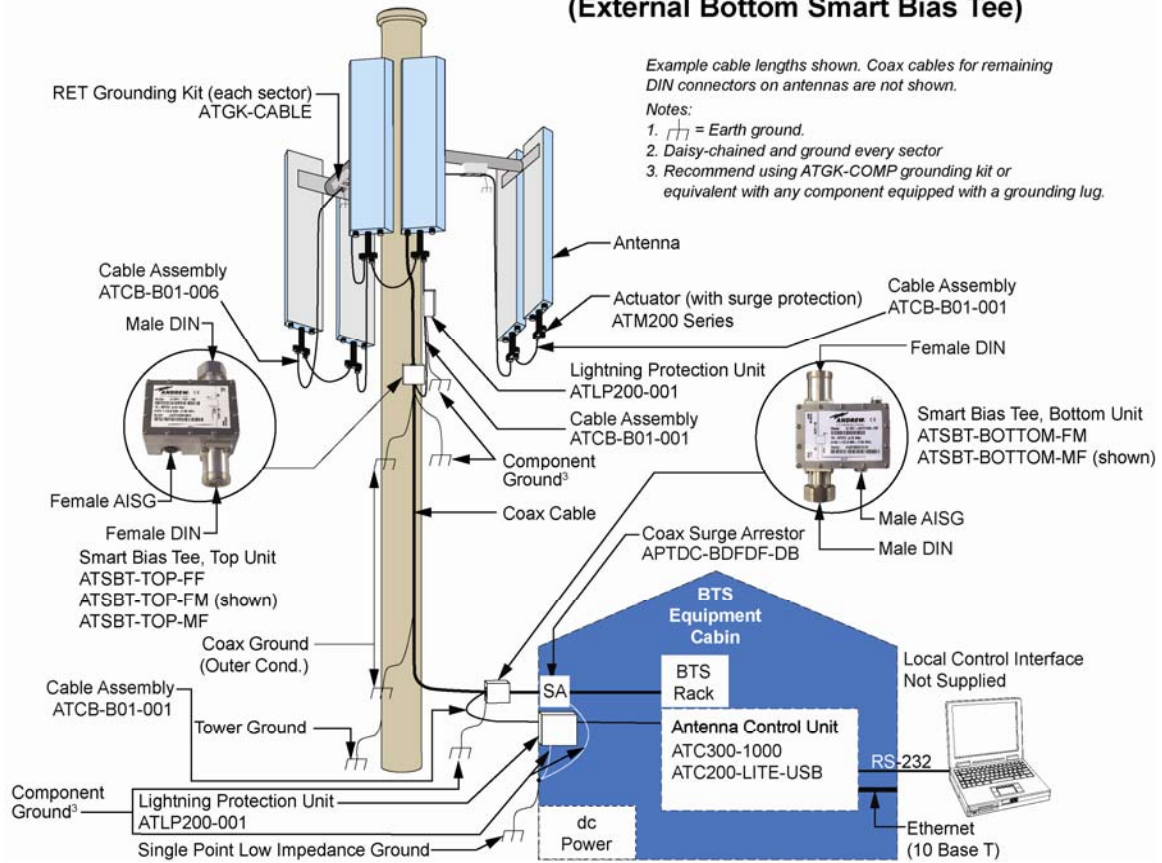 (External Bottom Smart Bias Tee)
Example cable lengths shown. Coax cables for remaining
DIN connectors on antennas are not shown.
Notes:
1. = Earth ground.
2. Daisy-chained and ground every sector
3. Recommend using ATGK-COMP grounding kit or
equivalent with any component equipped with a grounding lug.
RET Grounding Kit (each sector)
ATGK-CABLE
Antenna
Cable Assembly
ATCB-B01-006
Actuator (with surge protection)
ATM200 Series
Cable Assembly
ATCB-B01-001
Male DIN
Female DIN
Lightning Protection Unit
ATLP200-001
ANDREW
ANDREW
Smart Bias Tee, Bottom Unit
ATSBT-BOTTOM-FM
ATSBT-BOTTOM-MF (shown)
Cable Assembly
ATCB-B01-001
Component
Ground³
Female AISG
Coax Cable
Male AISG
Female DIN
Male DIN
Smart Bias Tee, Top Unit
ATSBT-TOP-FF
ATSBT-TOP-FM (shown)
ATSBT-TOP-MF
Coax Surge Arrestor
APTDC-BDFDF-DB
BTS
Equipment
Cabin
Coax Ground
(Outer Cond.)
Local Control Interface
Not Supplied
BTS
Rack
SA
Cable Assembly
ATCB-B01-001
Tower Ground
Antenna Control Unit
ATC300-1000
ATC200-LITE-USB
RS-232
Component
Ground³
Lightning Protection Unit
ATLP200-001
dc
Power
Ethernet
(10 Base T)
Single Point Low Impedance Ground